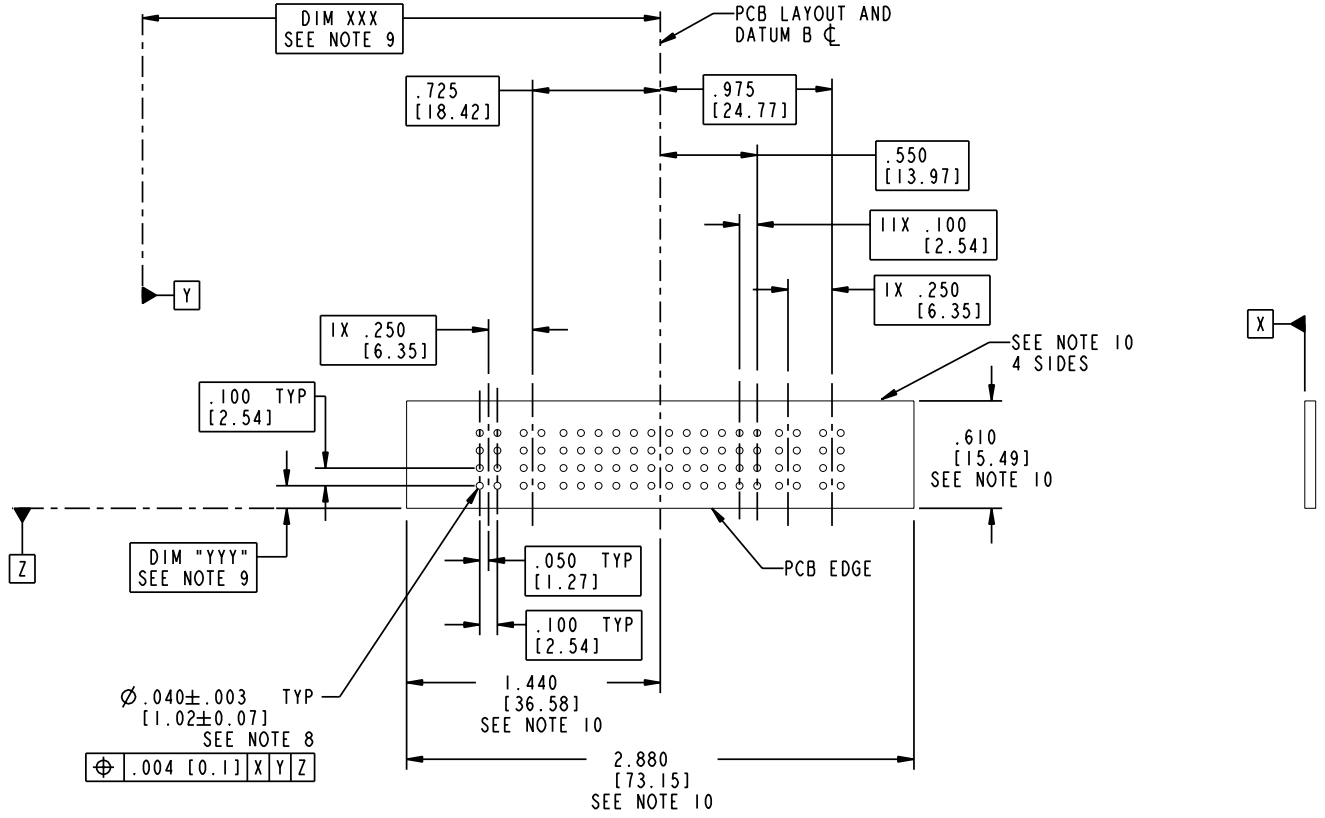 DIM XXX
SEE NOTE 9
PCB LAYOUT AND
DATUM B ℄
.725
[18.42]
.975
[24.77]
.550
[13.97]
11X .100
[2.54]
Y
1X .250
[6.35]
1X .250
[6.35]
X
SEE NOTE 10
4 SIDES
.100 TYP
[2.54]
.610
[15.49]
SEE NOTE 10
Z
DIM "YYY"
SEE NOTE 9
.050 TYP
[1.27]
PCB EDGE
.100 TYP
[2.54]
Ø.040±.003 TYP
[1.02±0.07]
SEE NOTE 8
⌖ .004 [0.1] X Y Z
1.440
[36.58]
SEE NOTE 10
2.880
[73.15]
SEE NOTE 10